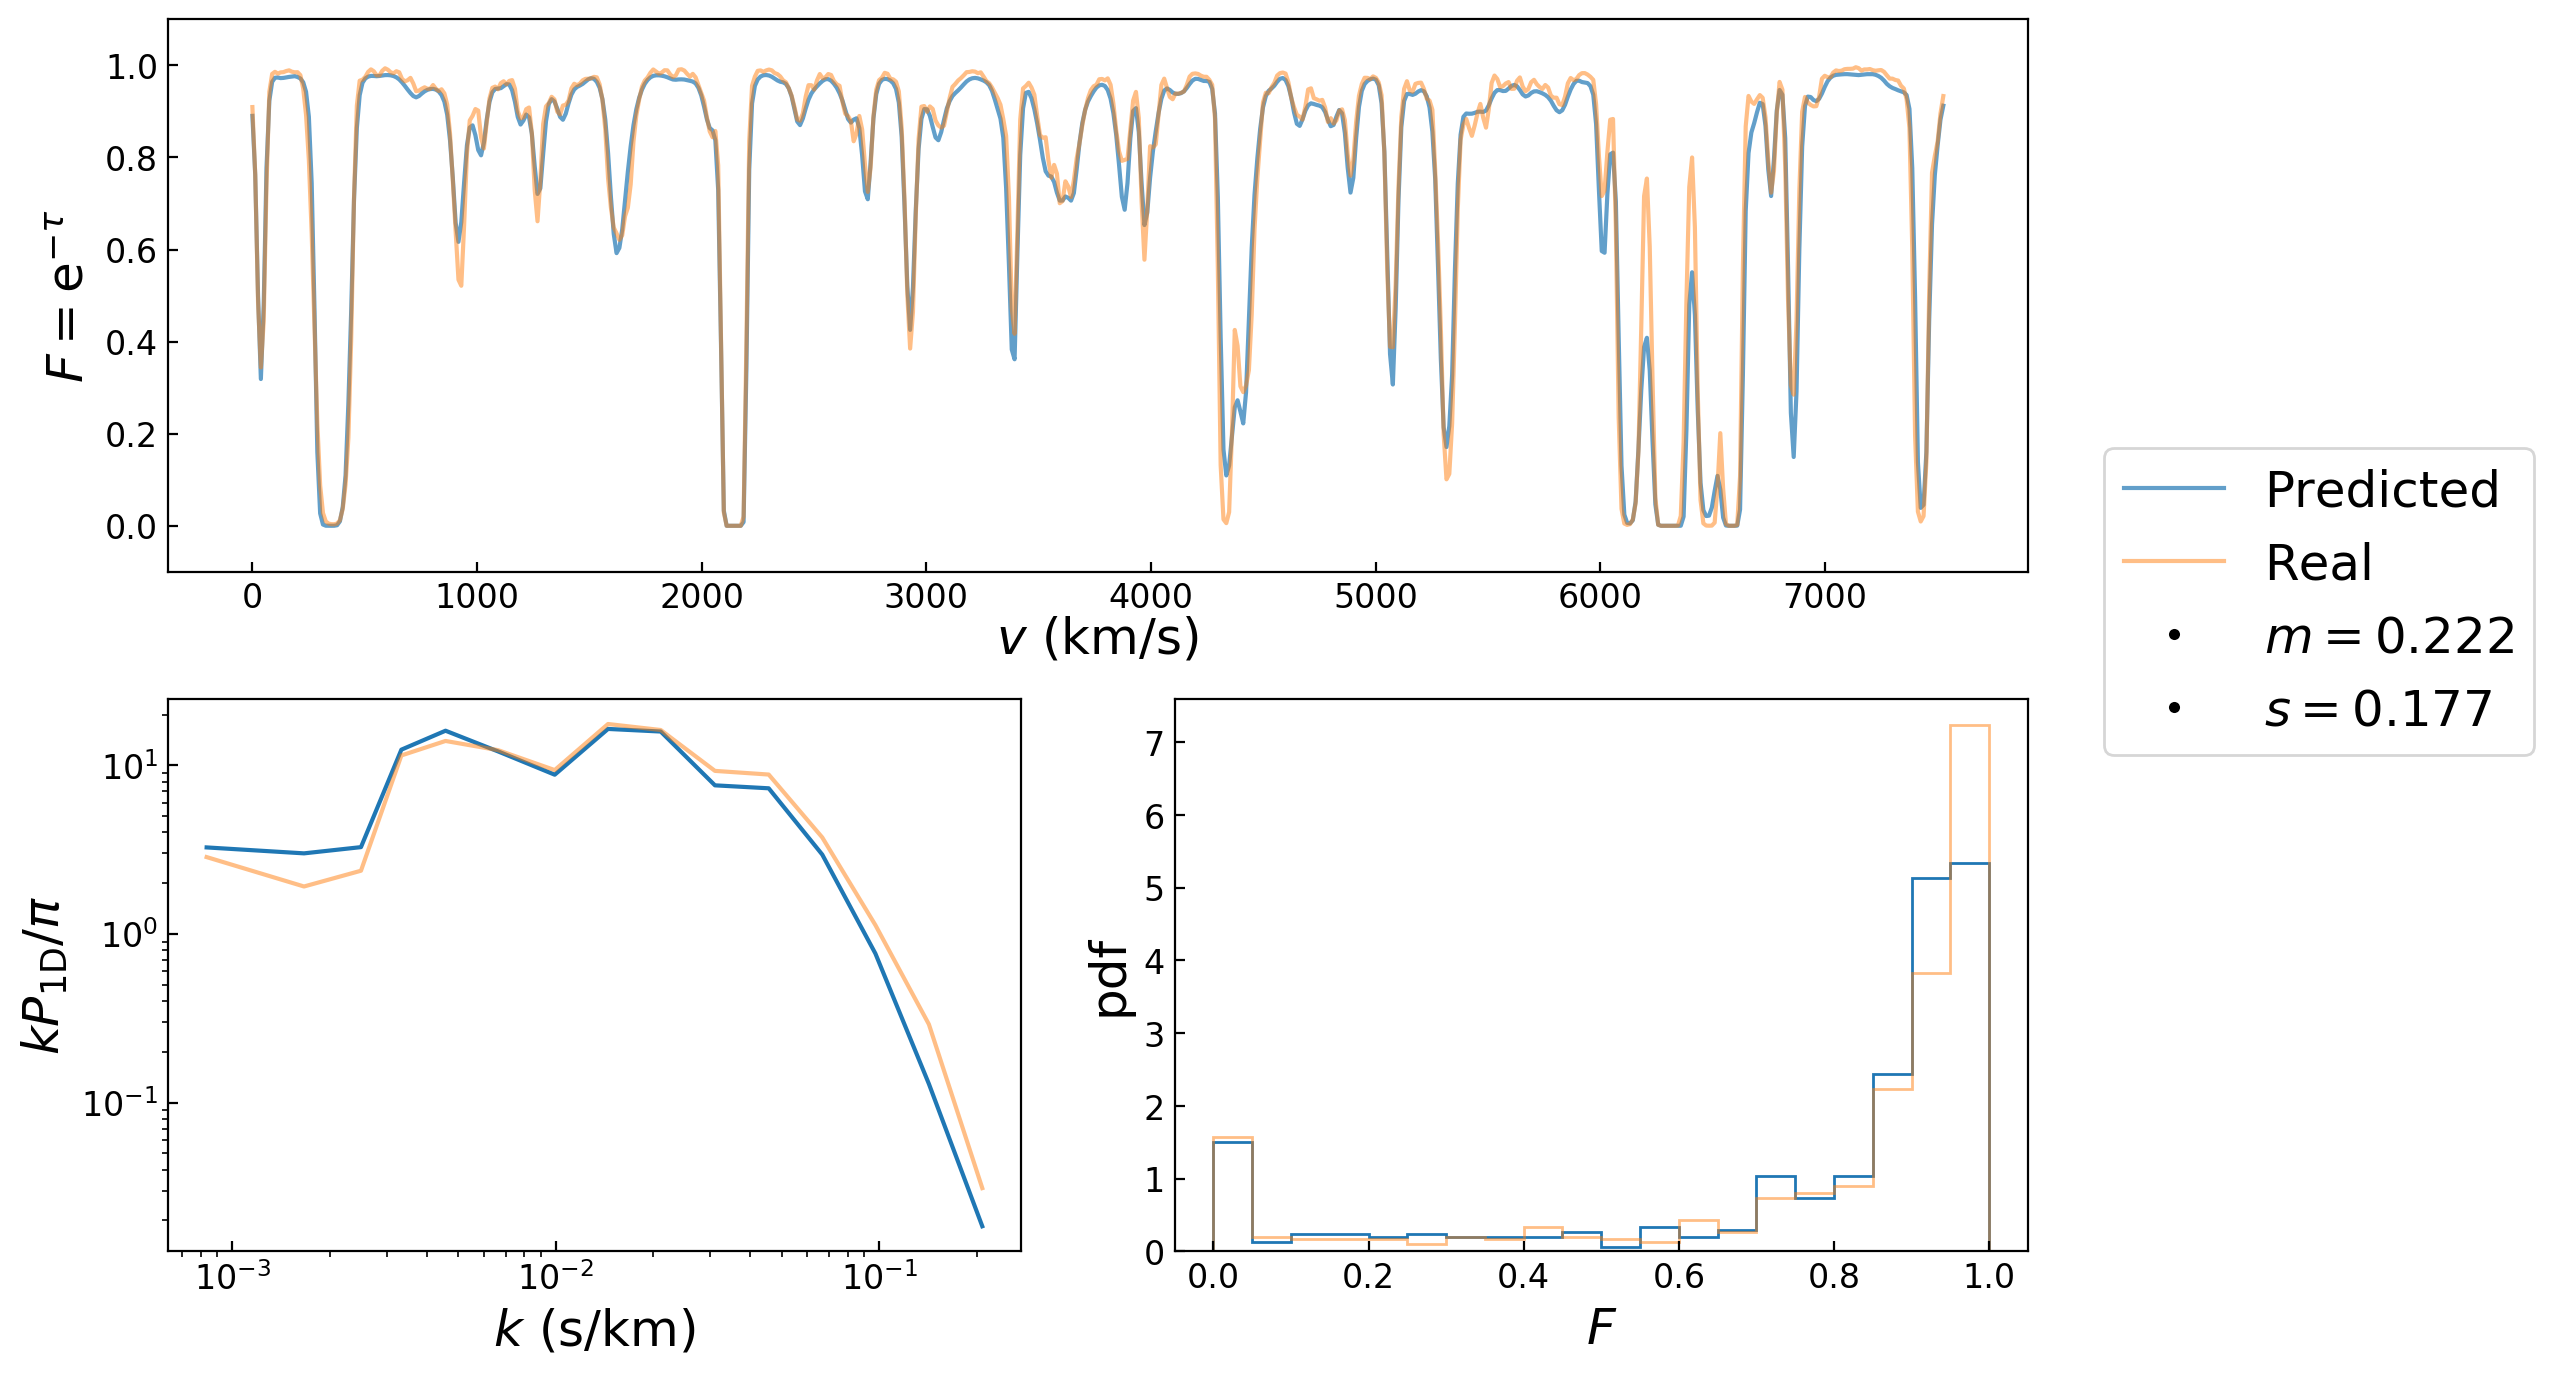 1.0
0.8
0.6
0.4
0.2
0.0
F = e^{−τ}
0 1000 2000 3000 4000 5000 6000 7000
v (km/s)
Predicted
Real
m = 0.222
s = 0.177
10^1
10^0
10^{−1}
kP_{1D}/π
10^{−3} 10^{−2} 10^{−1}
k (s/km)
7
6
5
4
3
2
1
0
pdf
0.0 0.2 0.4 0.6 0.8 1.0
F